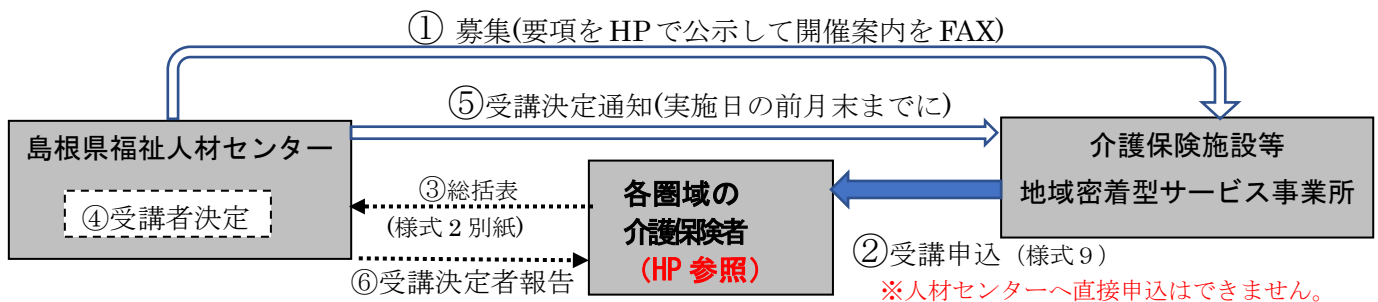 ① 募集(要項をHPで公示して開催案内をFAX)
⑤受講決定通知(実施日の前月末までに)
島根県福祉人材センター
④受講者決定
③総括表
(様式2別紙)
⑥受講決定者報告
各圏域の
介護保険者
(HP参照)
介護保険施設等
地域密着型サービス事業所
②受講申込(様式9)
※人材センターへ直接申込はできません。